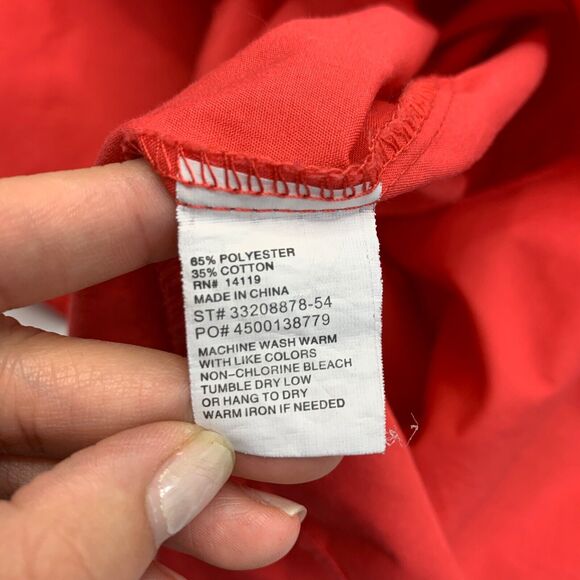 65% POLYESTER
35% COTTON
RN# 14119
MADE IN CHINA
ST# 33208878-54
PO# 4500138779
MACHINE WASH WARM
WITH LIKE COLORS
NON-CHLORINE BLEACH
TUMBLE DRY LOW
OR HANG TO DRY
WARM IRON IF NEEDED